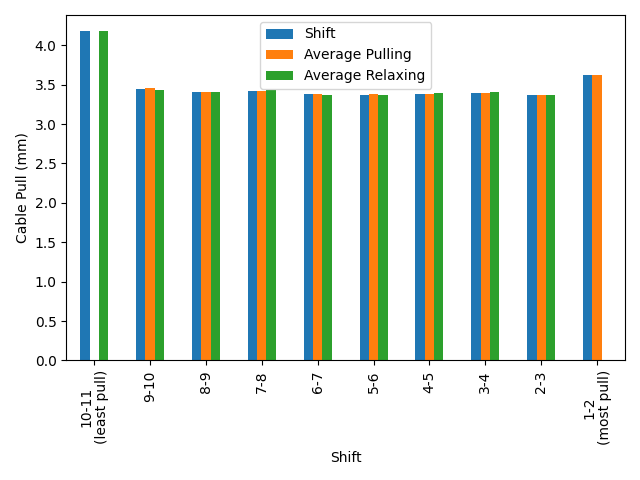 Shift
Average Pulling
Average Relaxing
Cable Pull (mm)
4.0
3.5
3.0
2.5
2.0
1.5
1.0
0.5
0.0
10-11
(least pull)
9-10
8-9
7-8
6-7
5-6
4-5
3-4
2-3
1-2
(most pull)
Shift